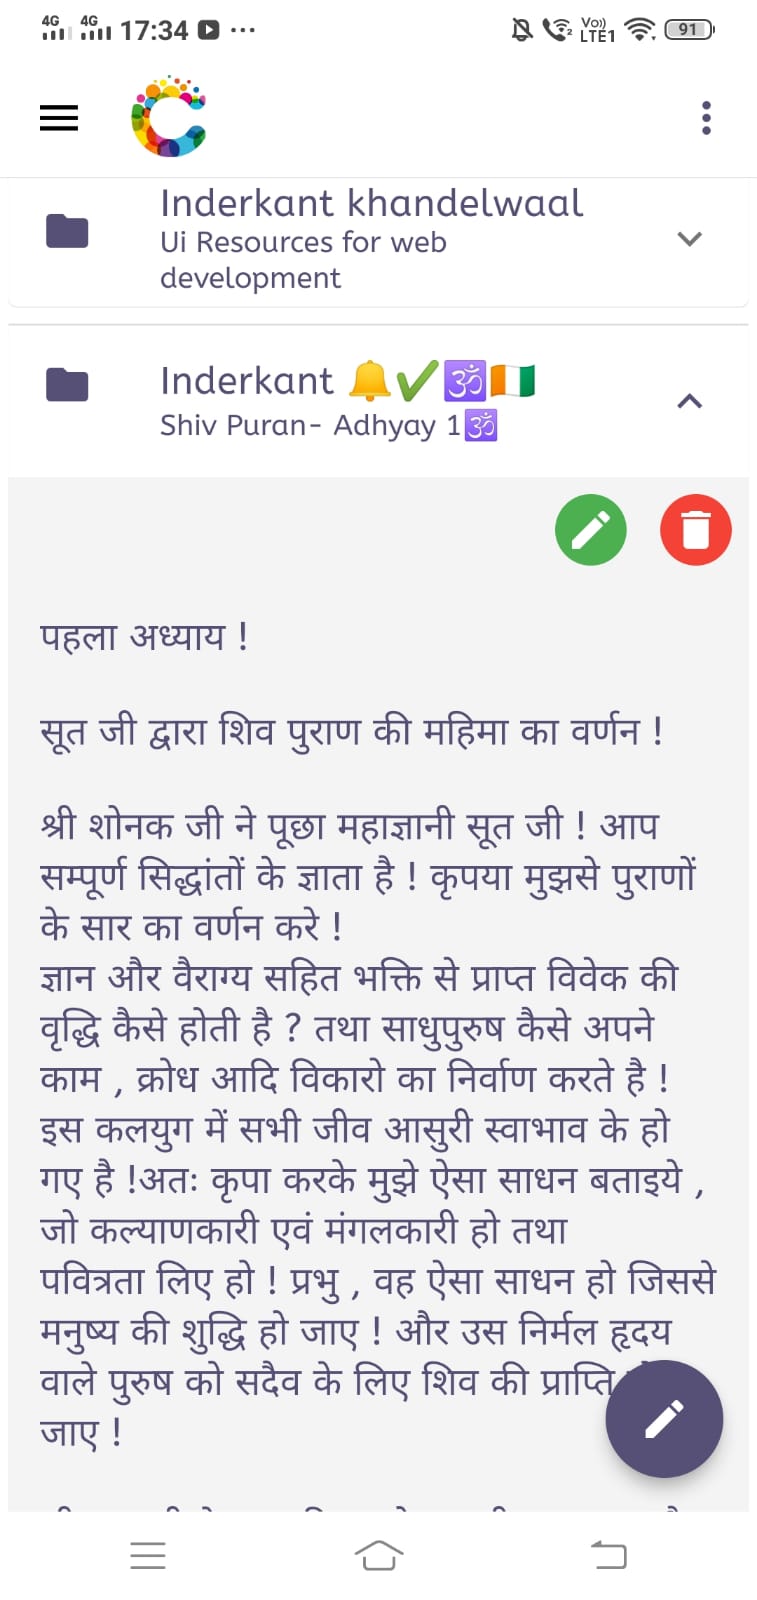 4G 4G 17:34 ... 2 Vo)) LTE1 91
Inderkant khandelwaal
Ui Resources for web
development
Inderkant 🔔✔🕉🇨🇮
Shiv Puran- Adhyay 1🕉
पहला अध्याय !
सूत जी द्वारा शिव पुराण की महिमा का वर्णन !
श्री शोनक जी ने पूछा महाज्ञानी सूत जी ! आप
सम्पूर्ण सिद्धांतों के ज्ञाता है ! कृपया मुझसे पुराणों
के सार का वर्णन करे !
ज्ञान और वैराग्य सहित भक्ति से प्राप्त विवेक की
वृद्धि कैसे होती है ? तथा साधुपुरुष कैसे अपने
काम , क्रोध आदि विकारो का निर्वाण करते है !
इस कलयुग में सभी जीव आसुरी स्वाभाव के हो
गए है !अतः कृपा करके मुझे ऐसा साधन बताइये ,
जो कल्याणकारी एवं मंगलकारी हो तथा
पवित्रता लिए हो ! प्रभु , वह ऐसा साधन हो जिससे
मनुष्य की शुद्धि हो जाए ! और उस निर्मल हृदय
वाले पुरुष को सदैव के लिए शिव की प्राप्ति
जाए !